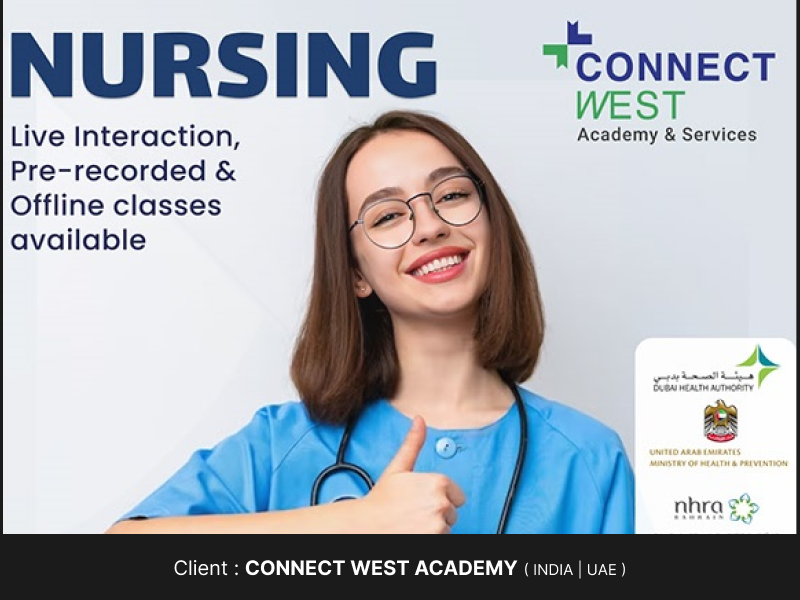 NURSING
Live Interaction,
Pre-recorded &
Offline classes
available
CONNECT
WEST
Academy & Services
هيئة الصحة بدبي
DUBAI HEALTH AUTHORITY
UNITED ARAB EMIRATES
MINISTRY OF HEALTH & PREVENTION
nhra
BAHRAIN
Client : CONNECT WEST ACADEMY ( INDIA | UAE )